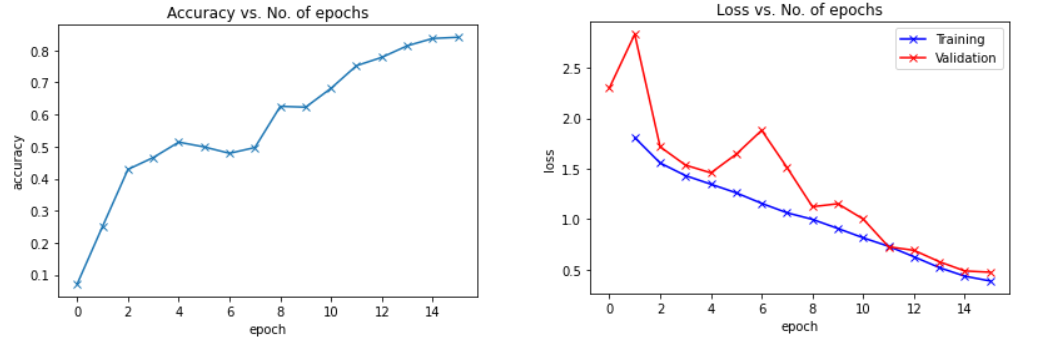 Accuracy vs. No. of epochs
0.8
0.7
0.6
0.5
0.4
0.3
0.2
0.1
accuracy
0 2 4 6 8 10 12 14
epoch
Loss vs. No. of epochs
Training
Validation
2.5
2.0
1.5
1.0
0.5
loss
0 2 4 6 8 10 12 14
epoch